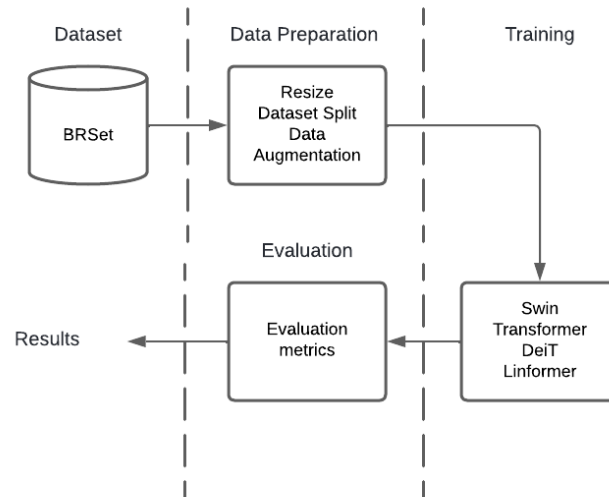 Dataset
Data Preparation
Training
BRSet
Resize
Dataset Split
Data
Augmentation
Evaluation
Swin
Transformer
DeiT
Linformer
Evaluation
metrics
Results